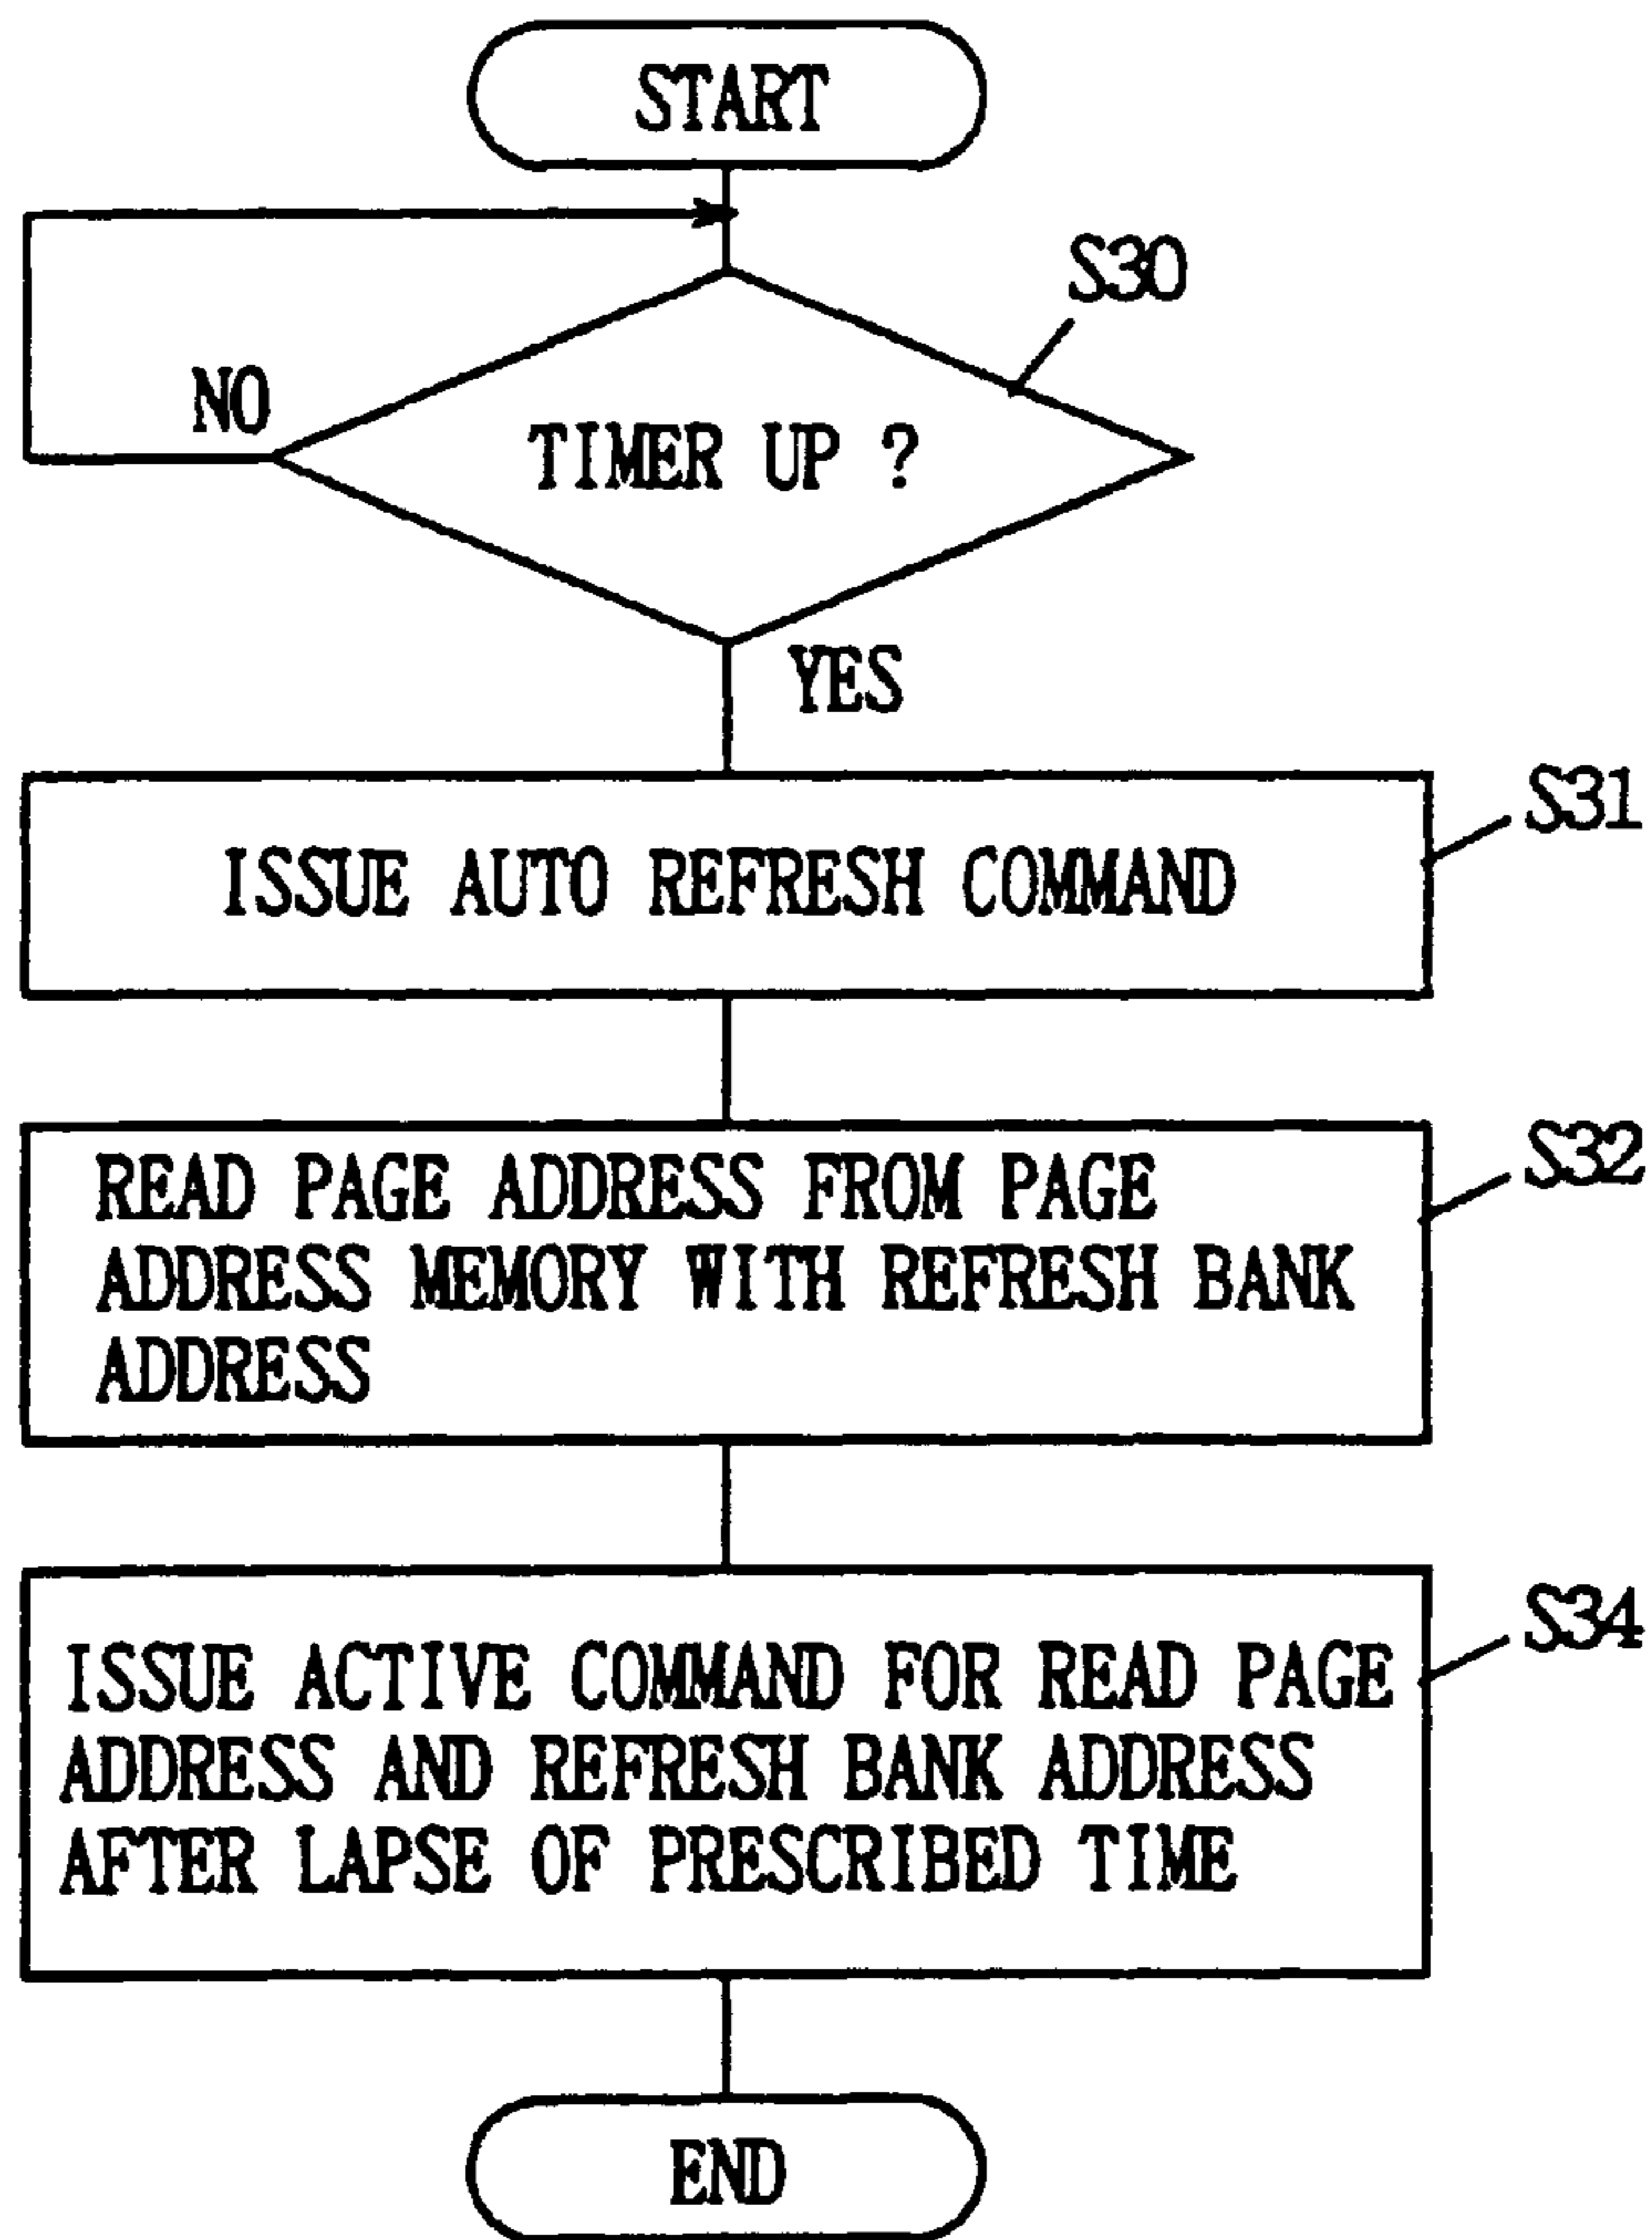 START
S30
NO
TIMER UP ?
YES
S31
ISSUE AUTO REFRESH COMMAND
S32
READ PAGE ADDRESS FROM PAGE
ADDRESS MEMORY WITH REFRESH BANK
ADDRESS
S34
ISSUE ACTIVE COMMAND FOR READ PAGE
ADDRESS AND REFRESH BANK ADDRESS
AFTER LAPSE OF PRESCRIBED TIME
END